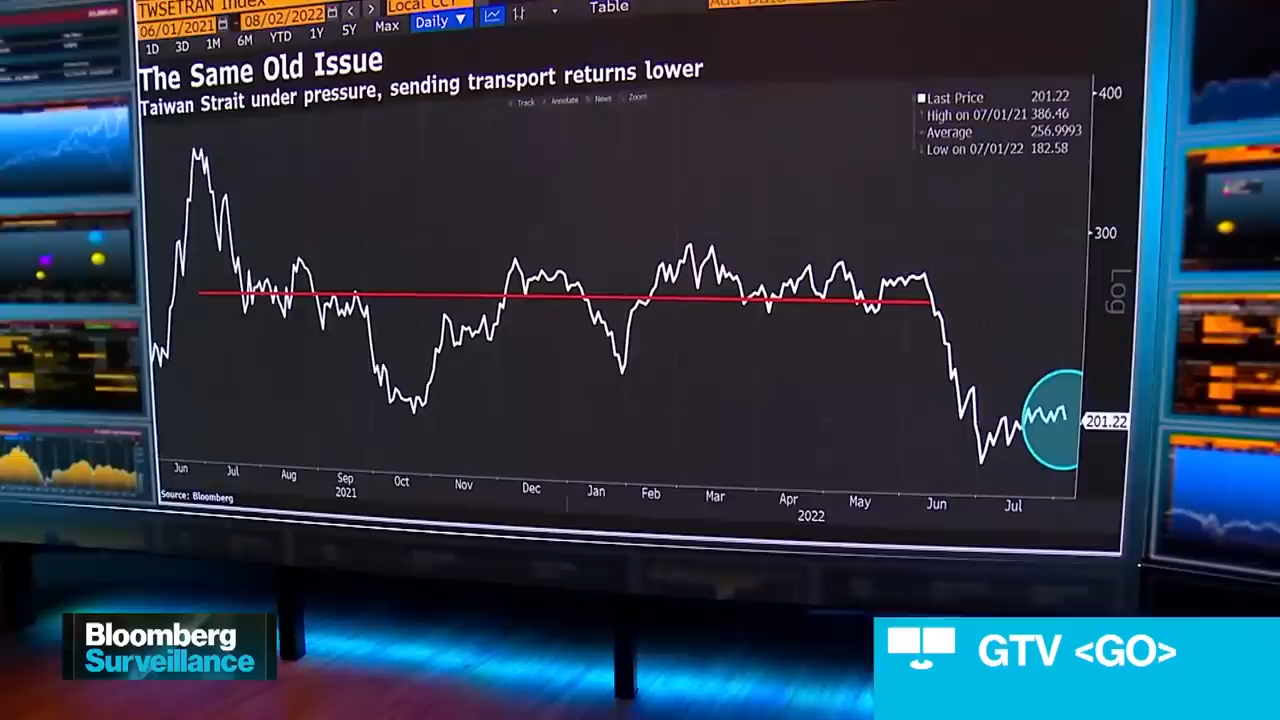 TWSETRAN Index
Local CCY
06/01/2021 - 08/02/2022
Daily ▼
Table
1D 3D 1M 6M YTD 1Y 5Y Max
The Same Old Issue
Taiwan Strait under pressure, sending transport returns lower
Track Annotate News Zoom
Last Price 201.22
High on 07/01/21 386.46
Average 256.9993
Low on 07/01/22 182.58
400
300
Log
201.22
Jun Jul Aug Sep Oct Nov Dec Jan Feb Mar Apr May Jun Jul
2021 2022
Source: Bloomberg
Bloomberg
Surveillance
GTV <GO>